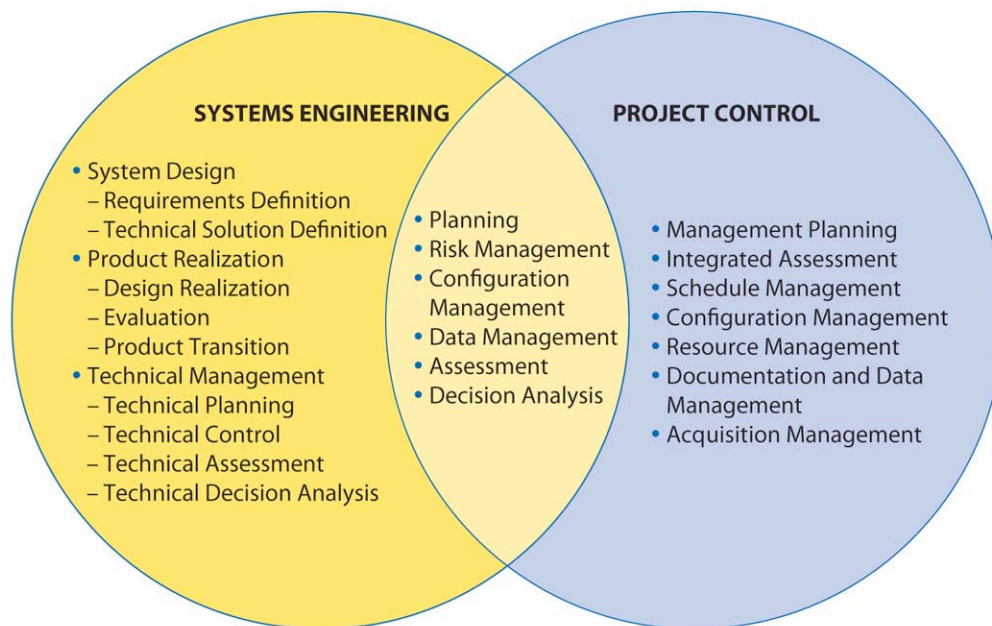 SYSTEMS ENGINEERING
• System Design
– Requirements Definition
– Technical Solution Definition
• Product Realization
– Design Realization
– Evaluation
– Product Transition
• Technical Management
– Technical Planning
– Technical Control
– Technical Assessment
– Technical Decision Analysis
• Planning
• Risk Management
• Configuration
Management
• Data Management
• Assessment
• Decision Analysis
PROJECT CONTROL
• Management Planning
• Integrated Assessment
• Schedule Management
• Configuration Management
• Resource Management
• Documentation and Data
Management
• Acquisition Management